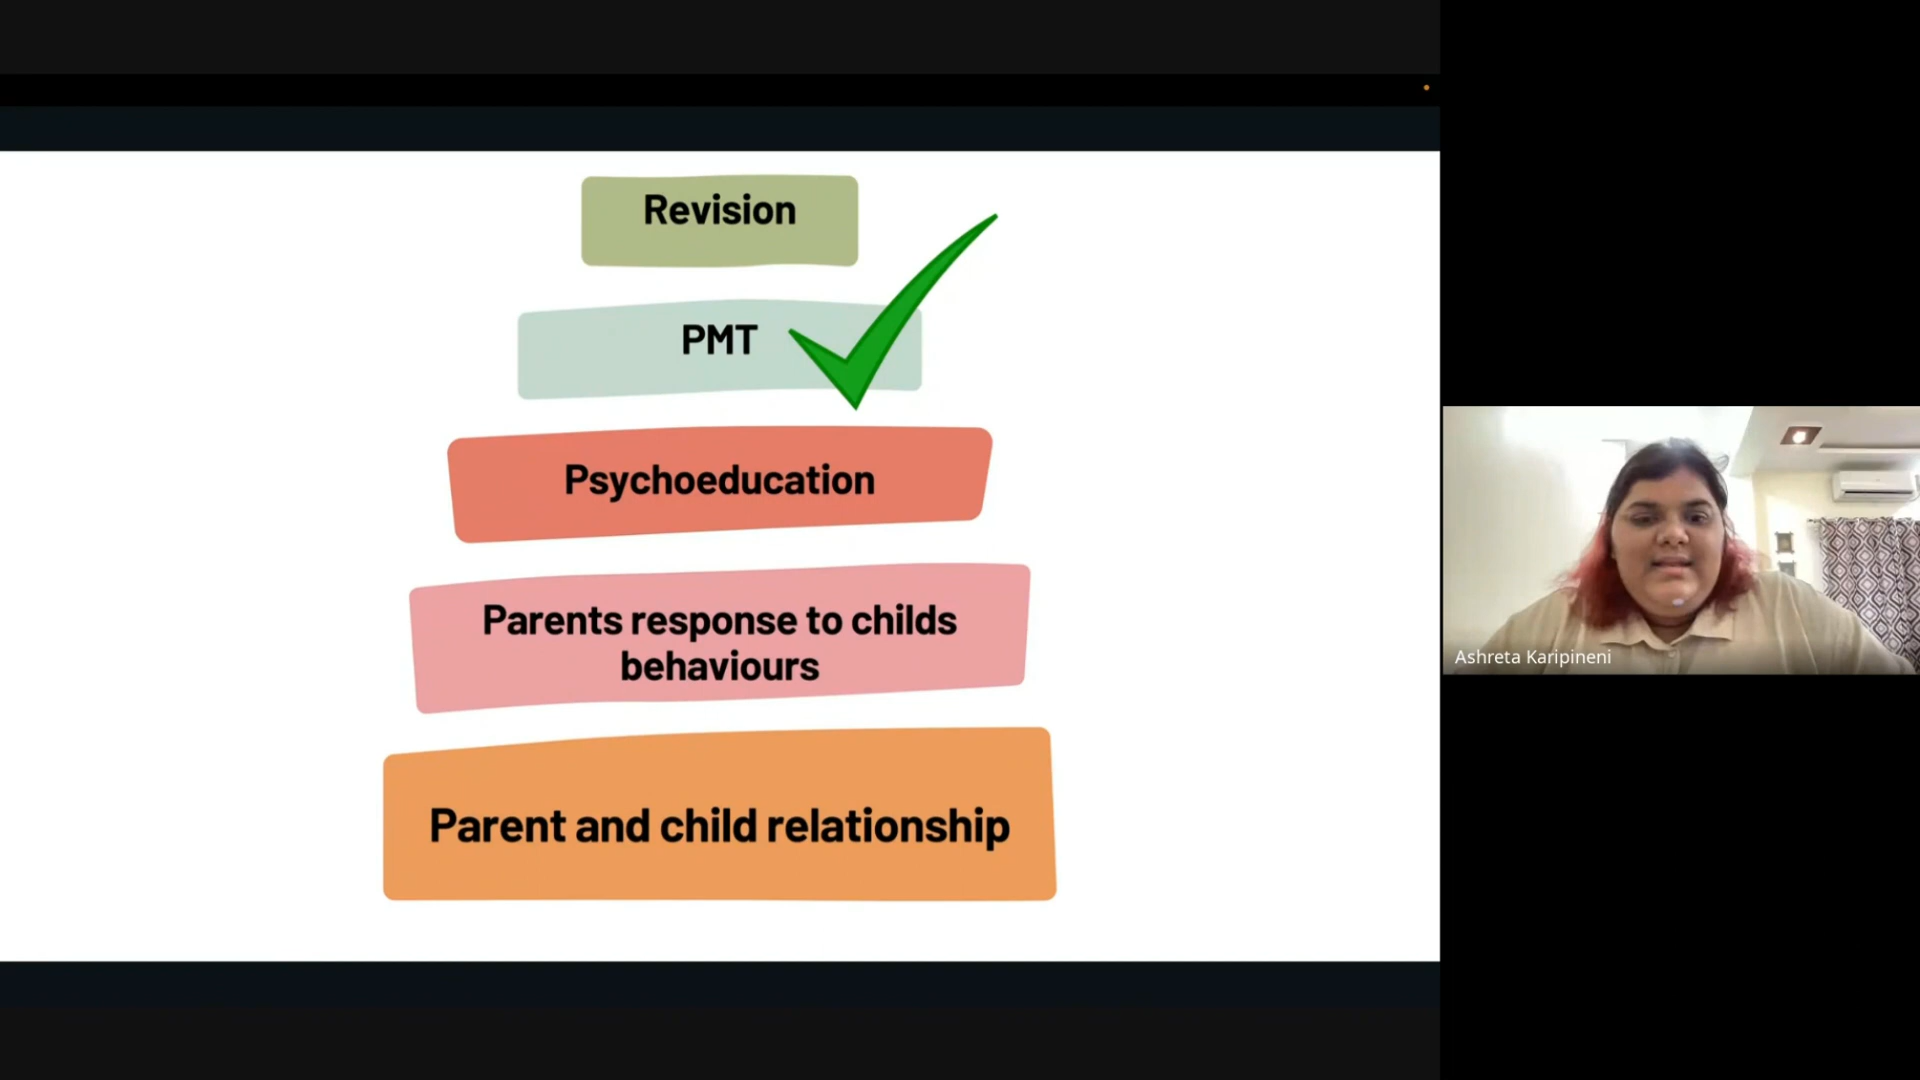 Revision
PMT
Psychoeducation
Parents response to childs
behaviours
Parent and child relationship
Ashreta Karipineni